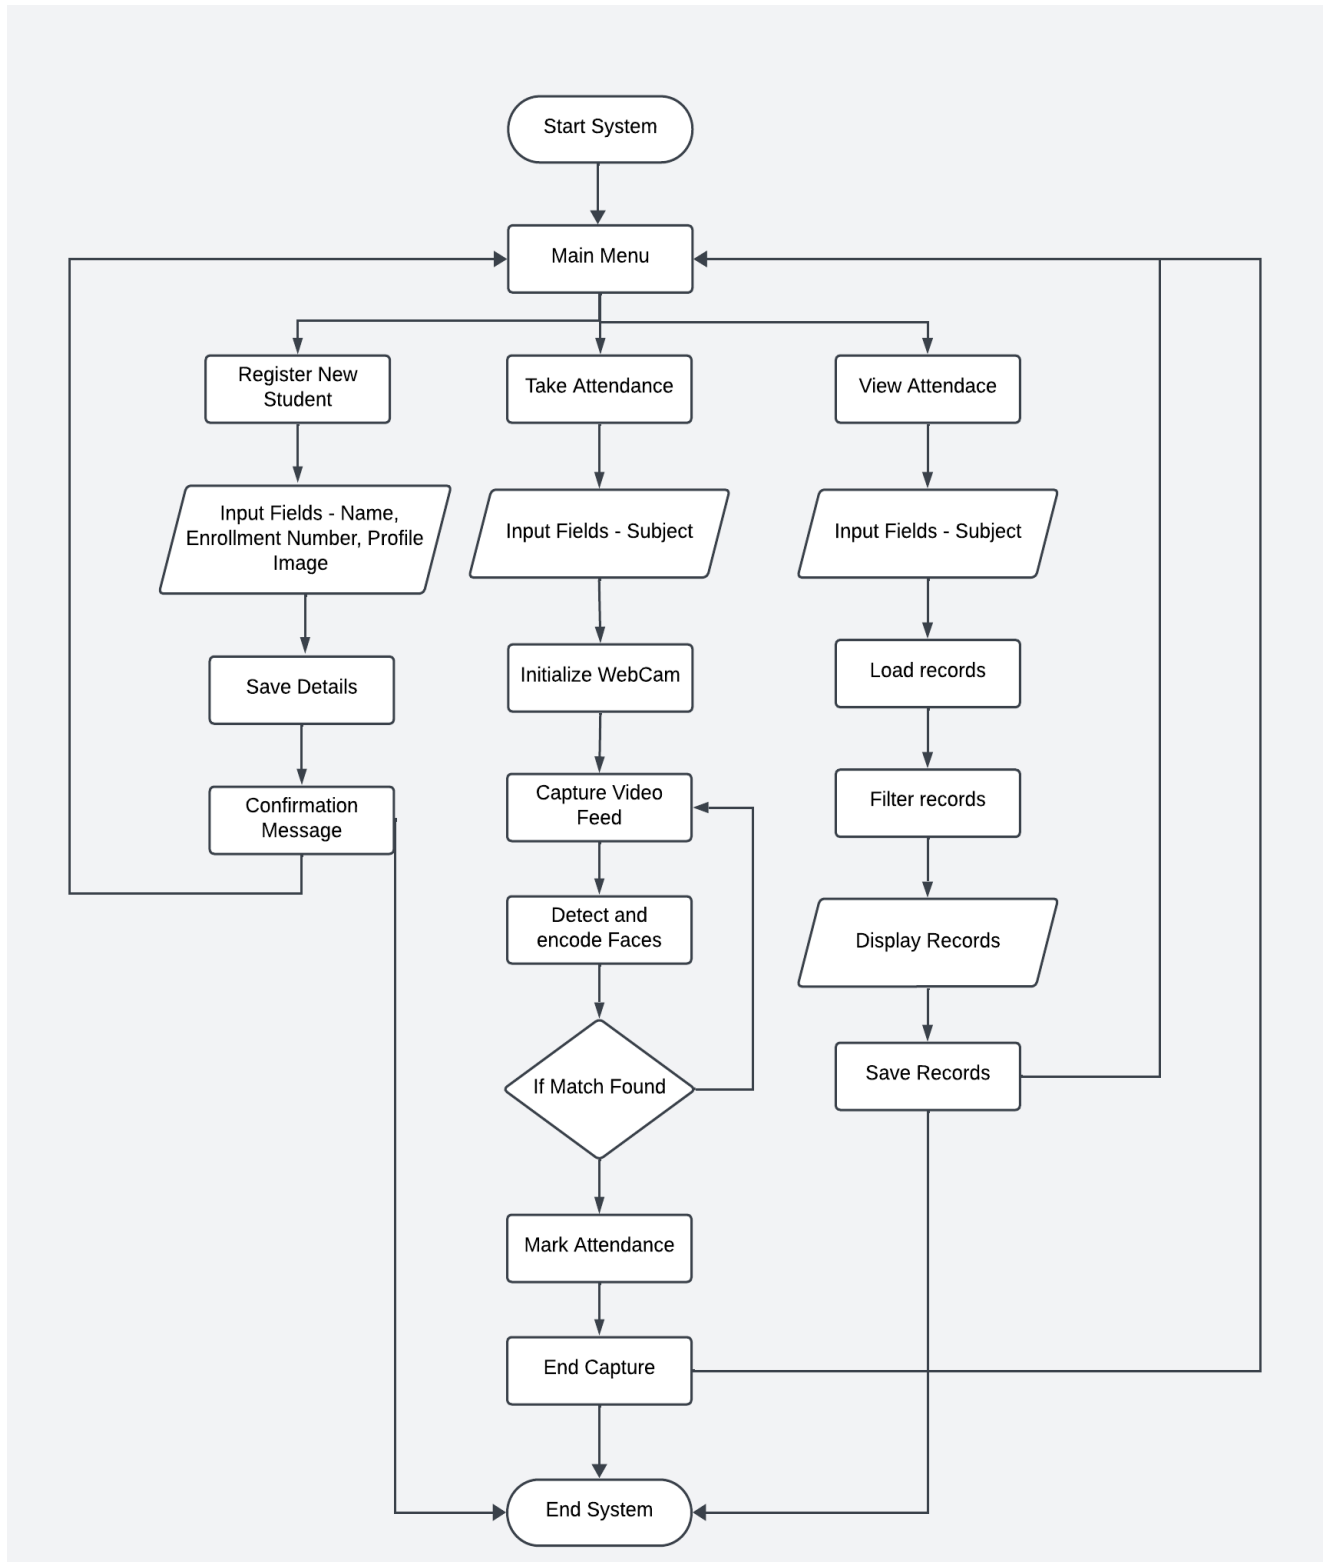 Start System
Main Menu
Register New
Student
Take Attendance
View Attendace
Input Fields - Name,
Enrollment Number, Profile
Image
Input Fields - Subject
Input Fields - Subject
Save Details
Initialize WebCam
Load records
Confirmation
Message
Capture Video
Feed
Filter records
Detect and
encode Faces
Display Records
If Match Found
Save Records
Mark Attendance
End Capture
End System